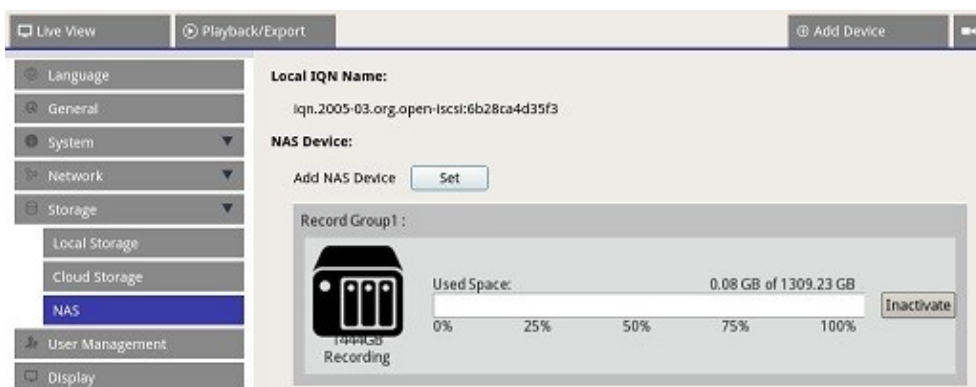 Live View
Playback/Export
Add Device
Language
General
System
Network
Storage
Local Storage
Cloud Storage
NAS
User Management
Display
Local IQN Name:
iqn.2005-03.org.open-iscsi:6b28ca4d35f3
NAS Device:
Add NAS Device Set
Record Group1 :
Used Space: 0.08 GB of 1309.23 GB
0% 25% 50% 75% 100%
Inactivate
1444GB
Recording